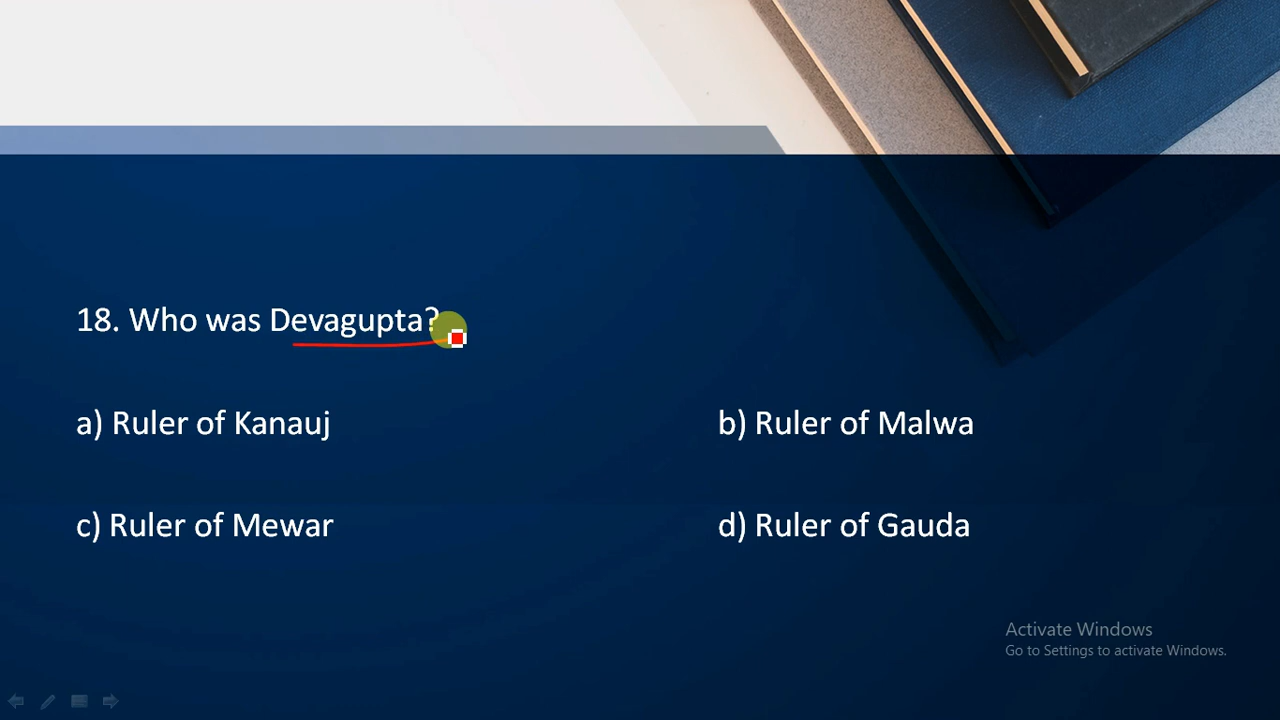 18. Who was Devagupta?
a) Ruler of Kanauj
b) Ruler of Malwa
c) Ruler of Mewar
d) Ruler of Gauda
Activate Windows
Go to Settings to activate Windows.